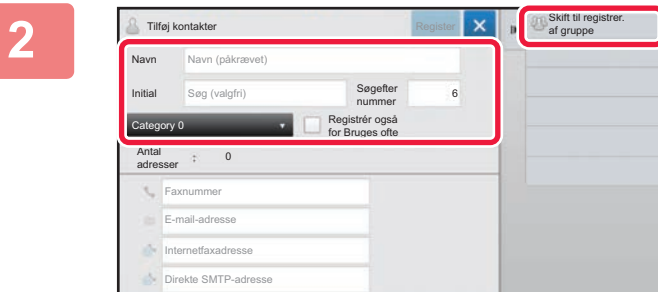 2
Tilføj kontakter
Register
Skift til registrer.
af gruppe
Navn
Navn (påkrævet)
Initial
Søg (valgfri)
Søgefter
nummer
6
Category 0
Registrér også
for Bruges ofte
Antal
adresser : 0
Faxnummer
E-mail-adresse
Internetfaxadresse
Direkte SMTP-adresse